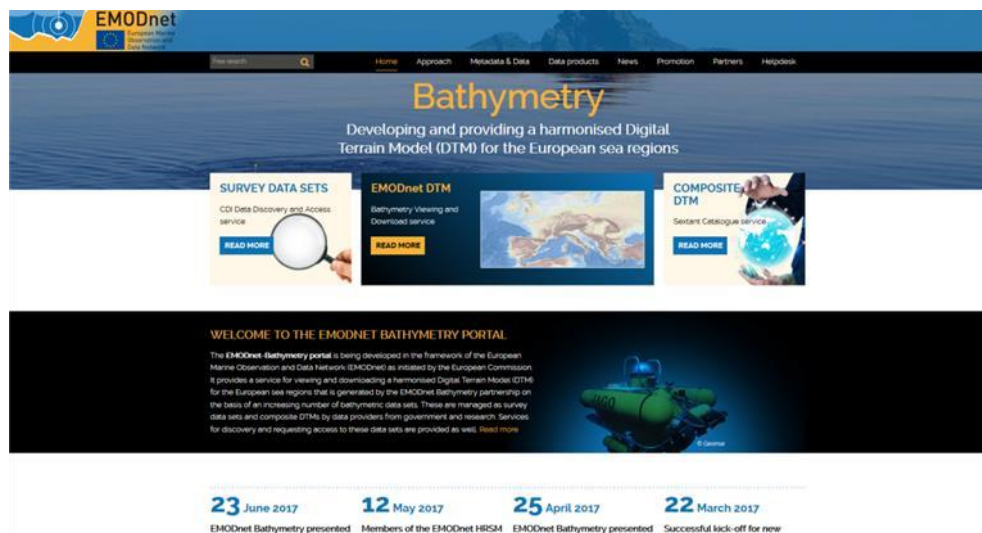 EMODnet
European Marine
Observation and
Data Network
Free search
Home Approach Metadata & Data Data products News Promotion Partners Helpdesk
Bathymetry
Developing and providing a harmonised Digital
Terrain Model (DTM) for the European sea regions
SURVEY DATA SETS
CDI Data Discovery and Access
service
READ MORE
EMODnet DTM
Bathymetry Viewing and
Download service
READ MORE
COMPOSITE
DTM
Sextant Catalogue service
READ MORE
WELCOME TO THE EMODNET BATHYMETRY PORTAL
The EMODnet-Bathymetry portal is being developed in the framework of the European
Marine Observation and Data Network (EMODnet) as initiated by the European Commission.
It provides a service for viewing and downloading a harmonised Digital Terrain Model (DTM)
for the European sea regions that is generated by the EMODnet Bathymetry partnership on
the basis of an increasing number of bathymetric data sets. These are managed as survey
data sets and composite DTMs by data providers from government and research. Services
for discovery and requesting access to these data sets are provided as well. Read more
JAGO
© Geomar
23 June 2017
EMODnet Bathymetry presented
12 May 2017
Members of the EMODnet HRSM
25 April 2017
EMODnet Bathymetry presented
22 March 2017
Successful kick-off for new